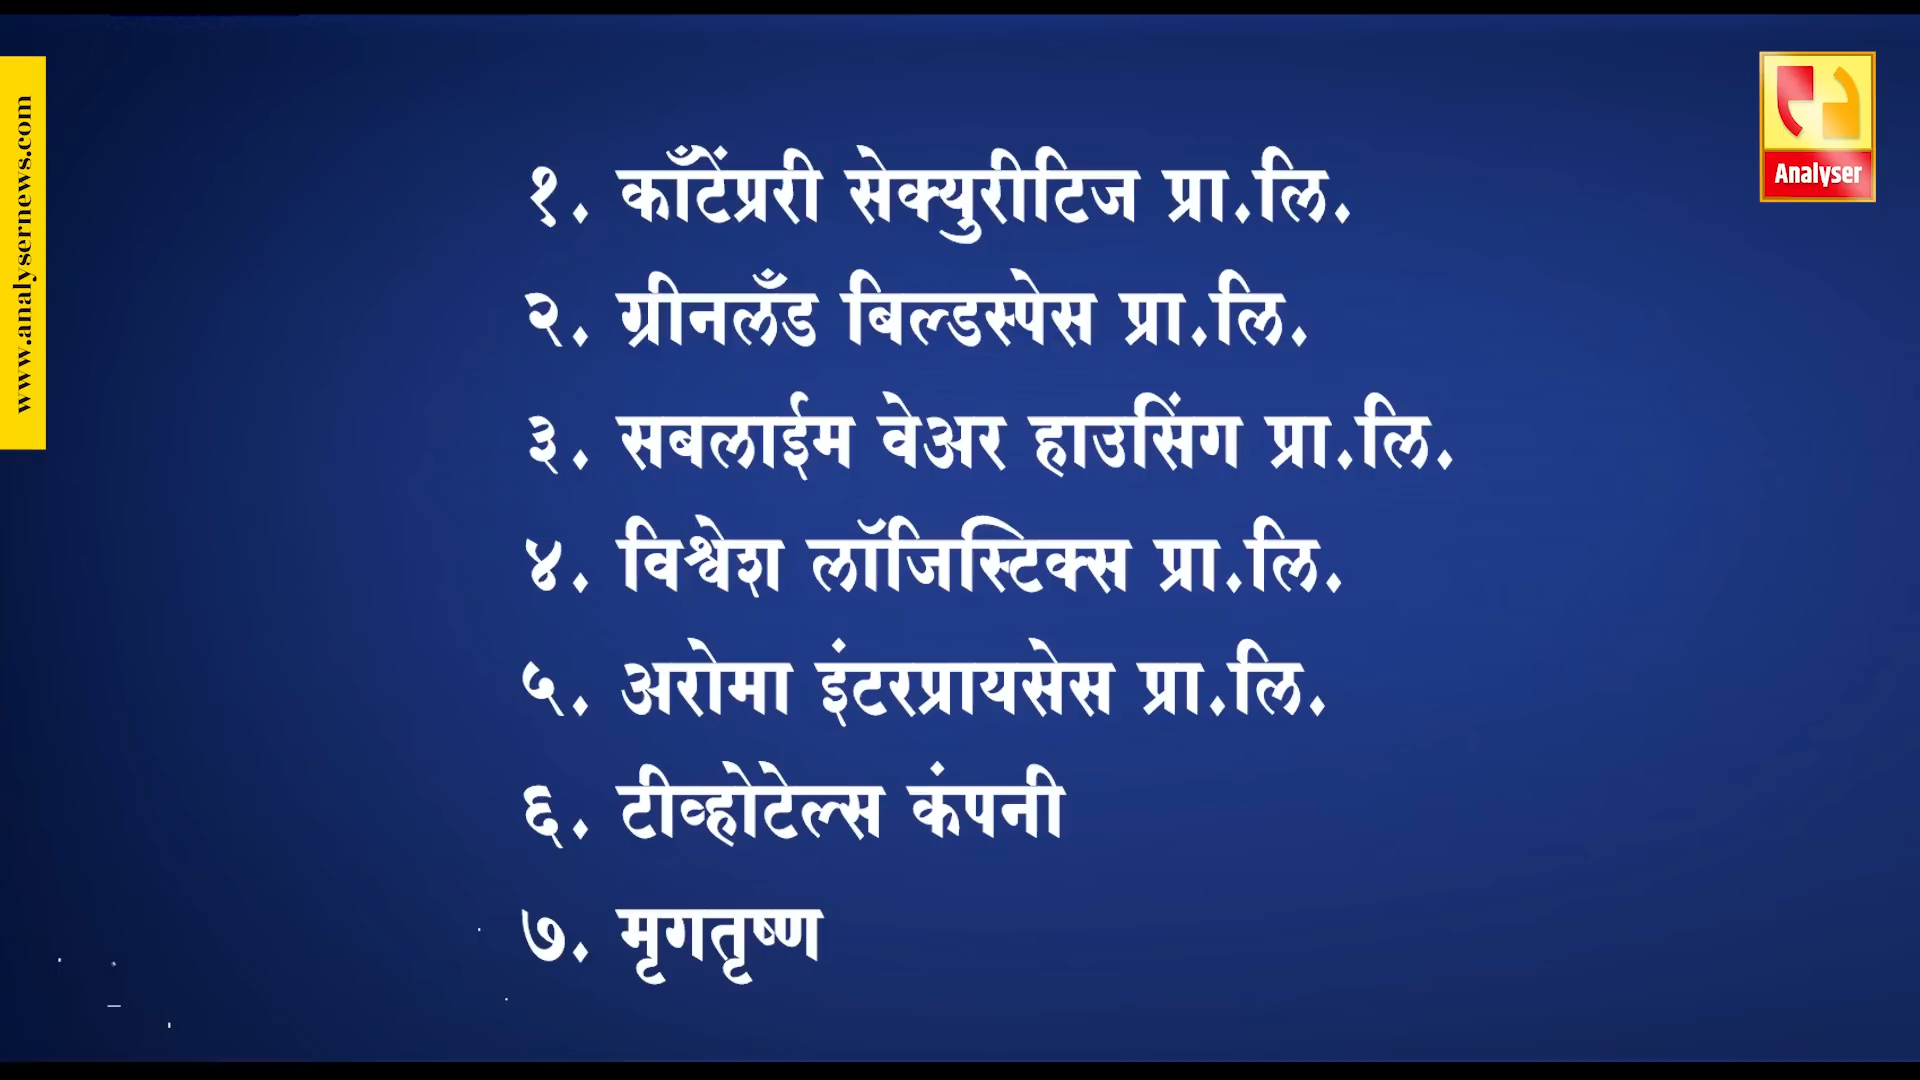 www.analysernews.com
Analyser
१. काँटेंप्ररी सेक्युरीटिज प्रा.लि.
२. ग्रीनलँड बिल्डस्पेस प्रा.लि.
३. सबलाईम वेअर हाउसिंग प्रा.लि.
४. विश्वेश लॉजिस्टिक्स प्रा.लि.
५. अरोमा इंटरप्रायसेस प्रा.लि.
६. टीव्होटेल्स कंपनी
७. मृगतृष्ण